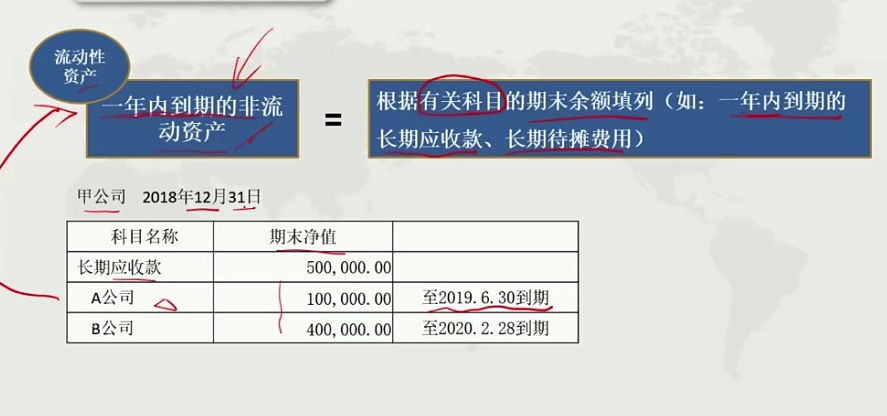 流动性
资产
一年内到期的非流
动资产
=
根据有关科目的期末余额填列（如：一年内到期的
长期应收款、长期待摊费用）
甲公司 2018年12月31日
科目名称 期末净值
长期应收款 500,000.00
A公司 100,000.00 至2019.6.30到期
B公司 400,000.00 至2020.2.28到期